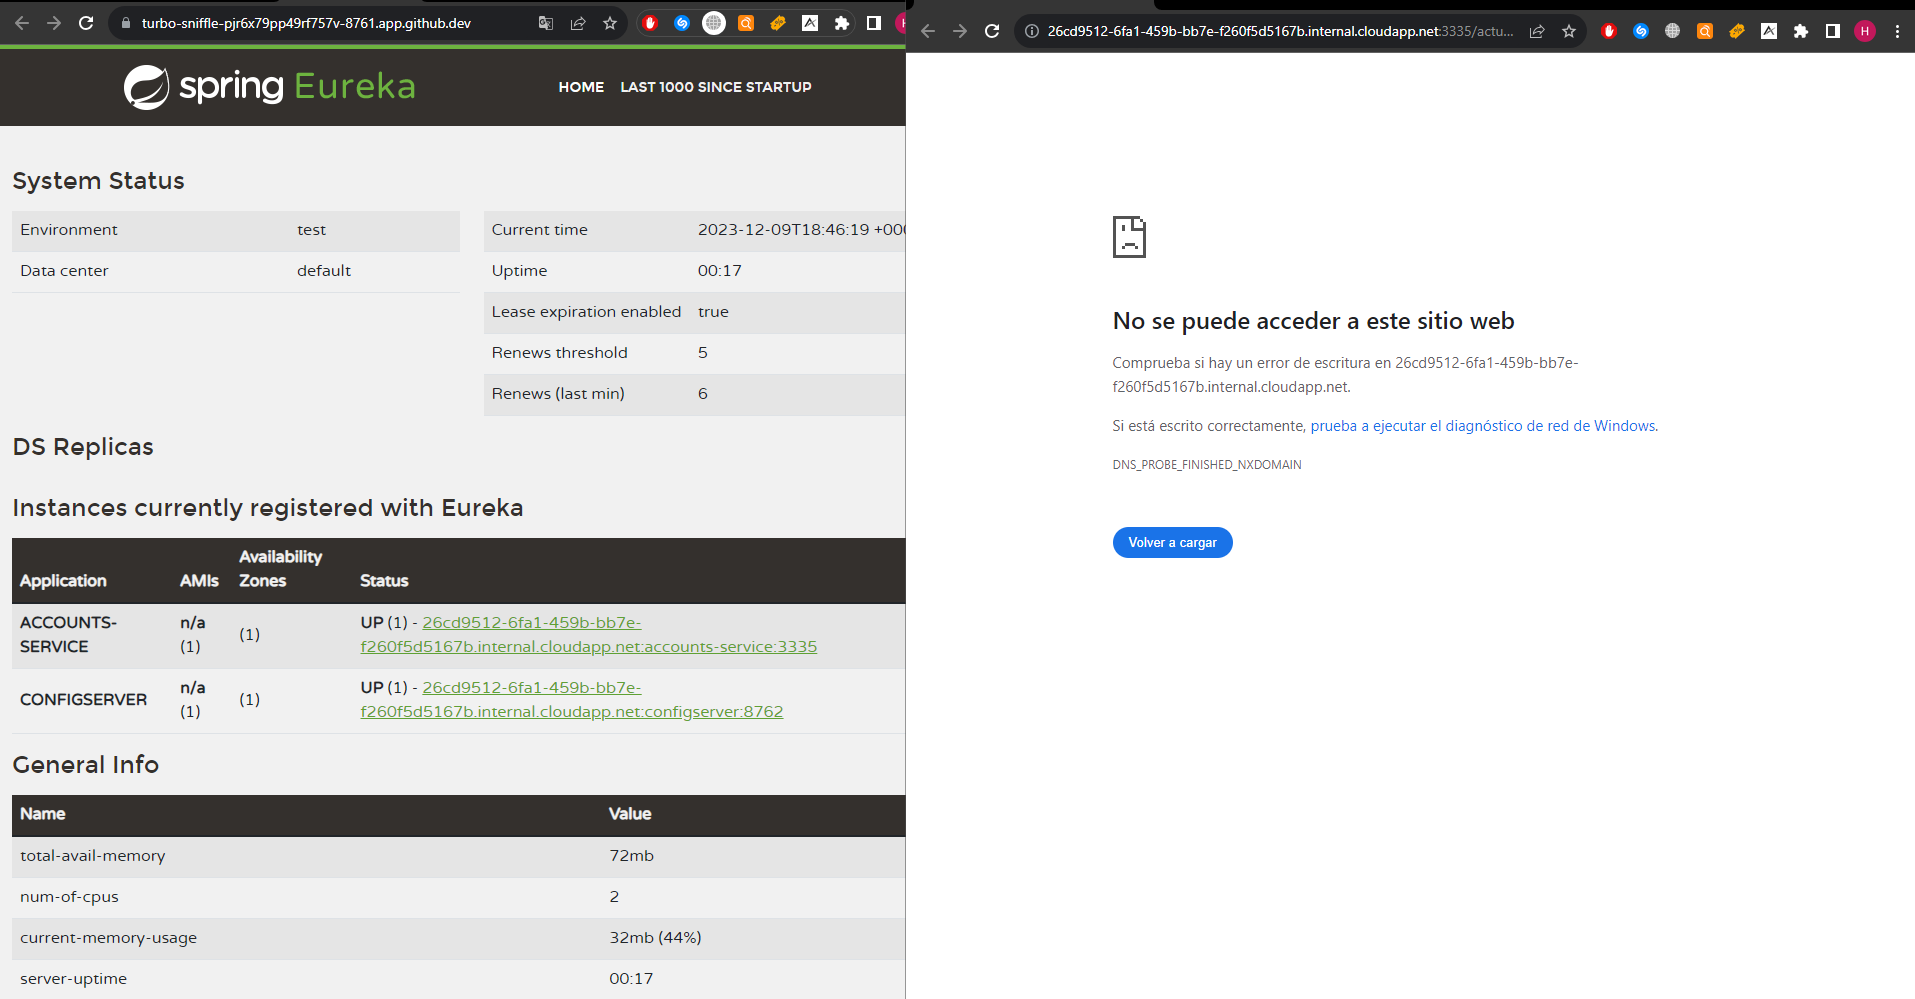 turbo-sniffle-pjr6x79pp49rf757v-8761.app.github.dev
spring Eureka
HOME
LAST 1000 SINCE STARTUP
System Status
Environment test
Data center default
Current time 2023-12-09T18:46:19 +000
Uptime 00:17
Lease expiration enabled true
Renews threshold 5
Renews (last min) 6
DS Replicas
Instances currently registered with Eureka
Application AMIs Availability Zones Status
ACCOUNTS-SERVICE n/a (1) (1) UP (1) - 26cd9512-6fa1-459b-bb7e-
f260f5d5167b.internal.cloudapp.net:accounts-service:3335
CONFIGSERVER n/a (1) (1) UP (1) - 26cd9512-6fa1-459b-bb7e-
f260f5d5167b.internal.cloudapp.net:configserver:8762
General Info
Name Value
total-avail-memory 72mb
num-of-cpus 2
current-memory-usage 32mb (44%)
server-uptime 00:17
26cd9512-6fa1-459b-bb7e-f260f5d5167b.internal.cloudapp.net:3335/actu...
H
No se puede acceder a este sitio web
Comprueba si hay un error de escritura en 26cd9512-6fa1-459b-bb7e-
f260f5d5167b.internal.cloudapp.net.
Si está escrito correctamente, prueba a ejecutar el diagnóstico de red de Windows.
DNS_PROBE_FINISHED_NXDOMAIN
Volver a cargar